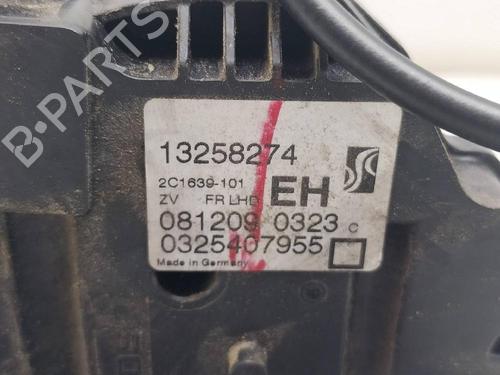 B-PARTS
13258274
2C1639-101
ZV FR LHD EH
081209 0323 C
0325407955
Made in Germany